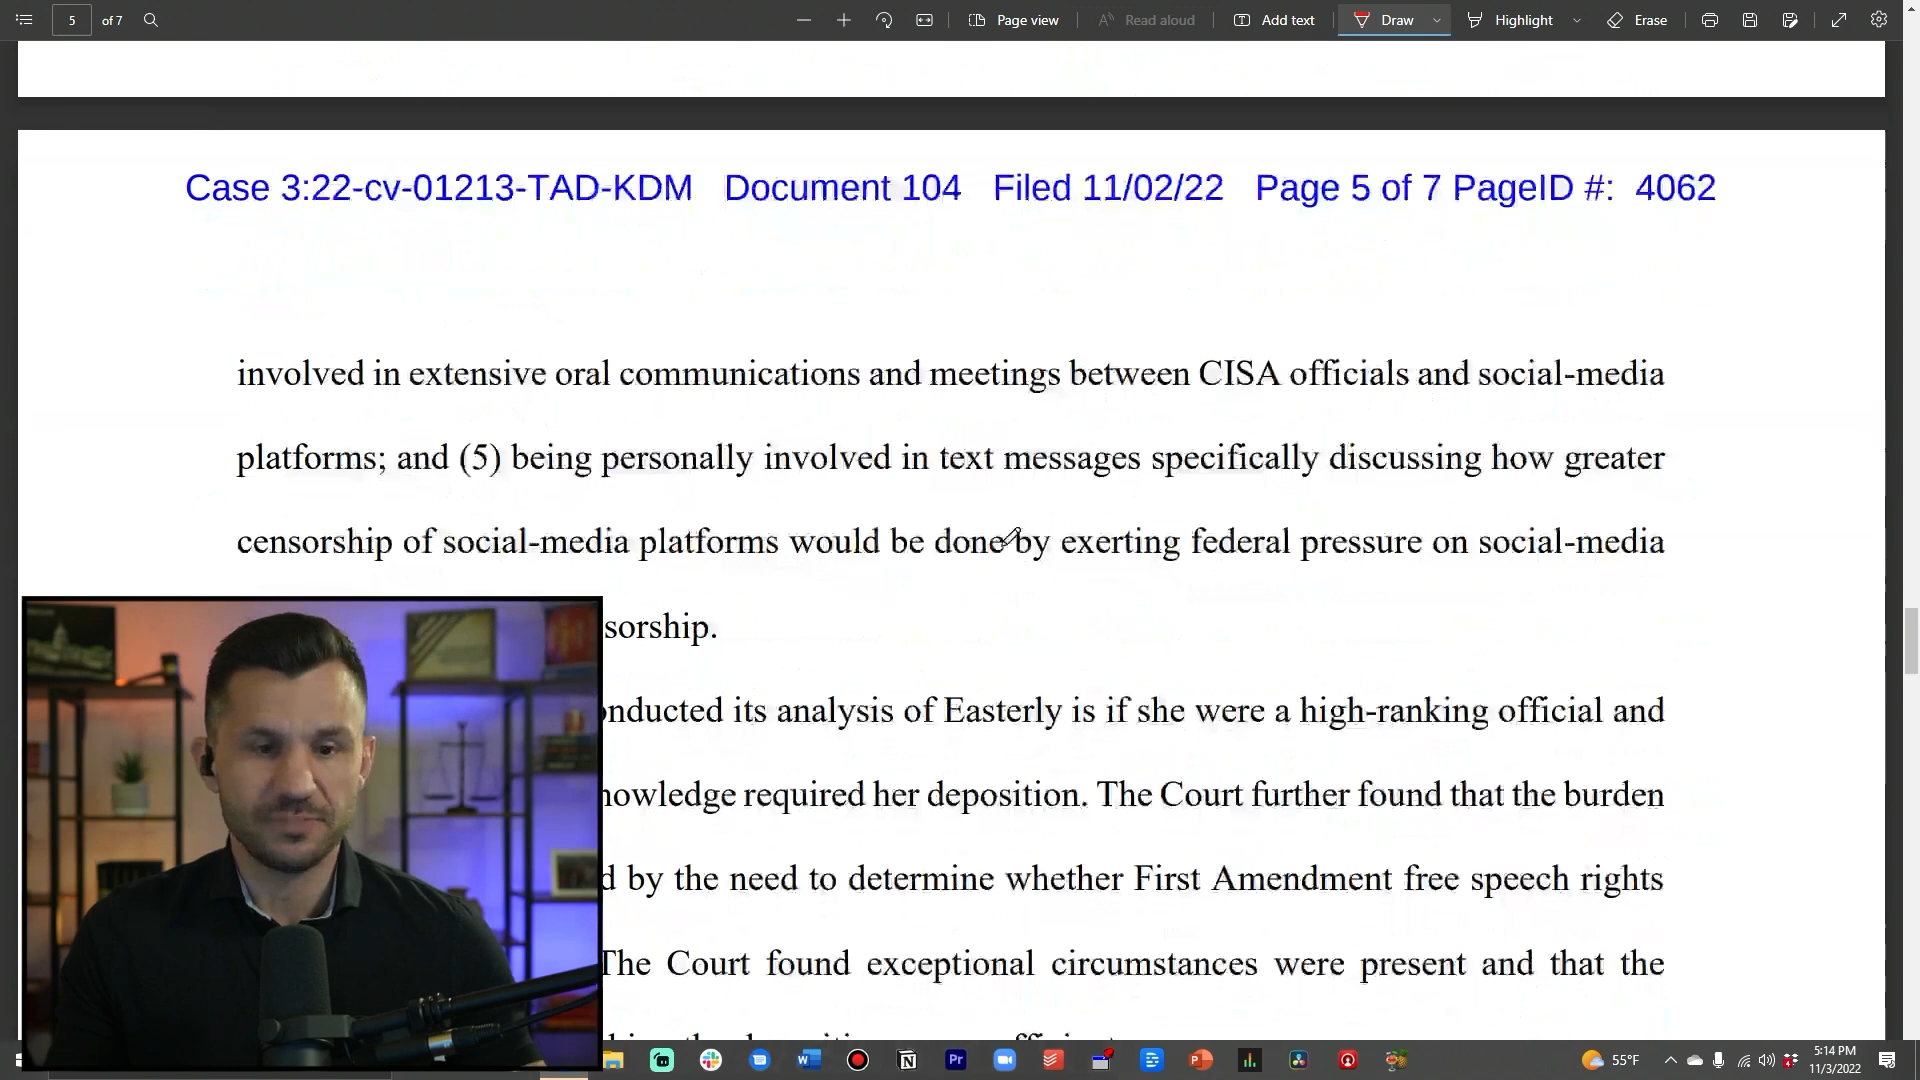 5 of 7 Page view Read aloud Add text Draw Highlight Erase
Case 3:22-cv-01213-TAD-KDM Document 104 Filed 11/02/22 Page 5 of 7 PageID #: 4062
involved in extensive oral communications and meetings between CISA officials and social-media
platforms; and (5) being personally involved in text messages specifically discussing how greater
censorship of social-media platforms would be done by exerting federal pressure on social-media
sorship.
onducted its analysis of Easterly is if she were a high-ranking official and
nowledge required her deposition. The Court further found that the burden
d by the need to determine whether First Amendment free speech rights
The Court found exceptional circumstances were present and that the
55°F 5:14 PM
11/3/2022